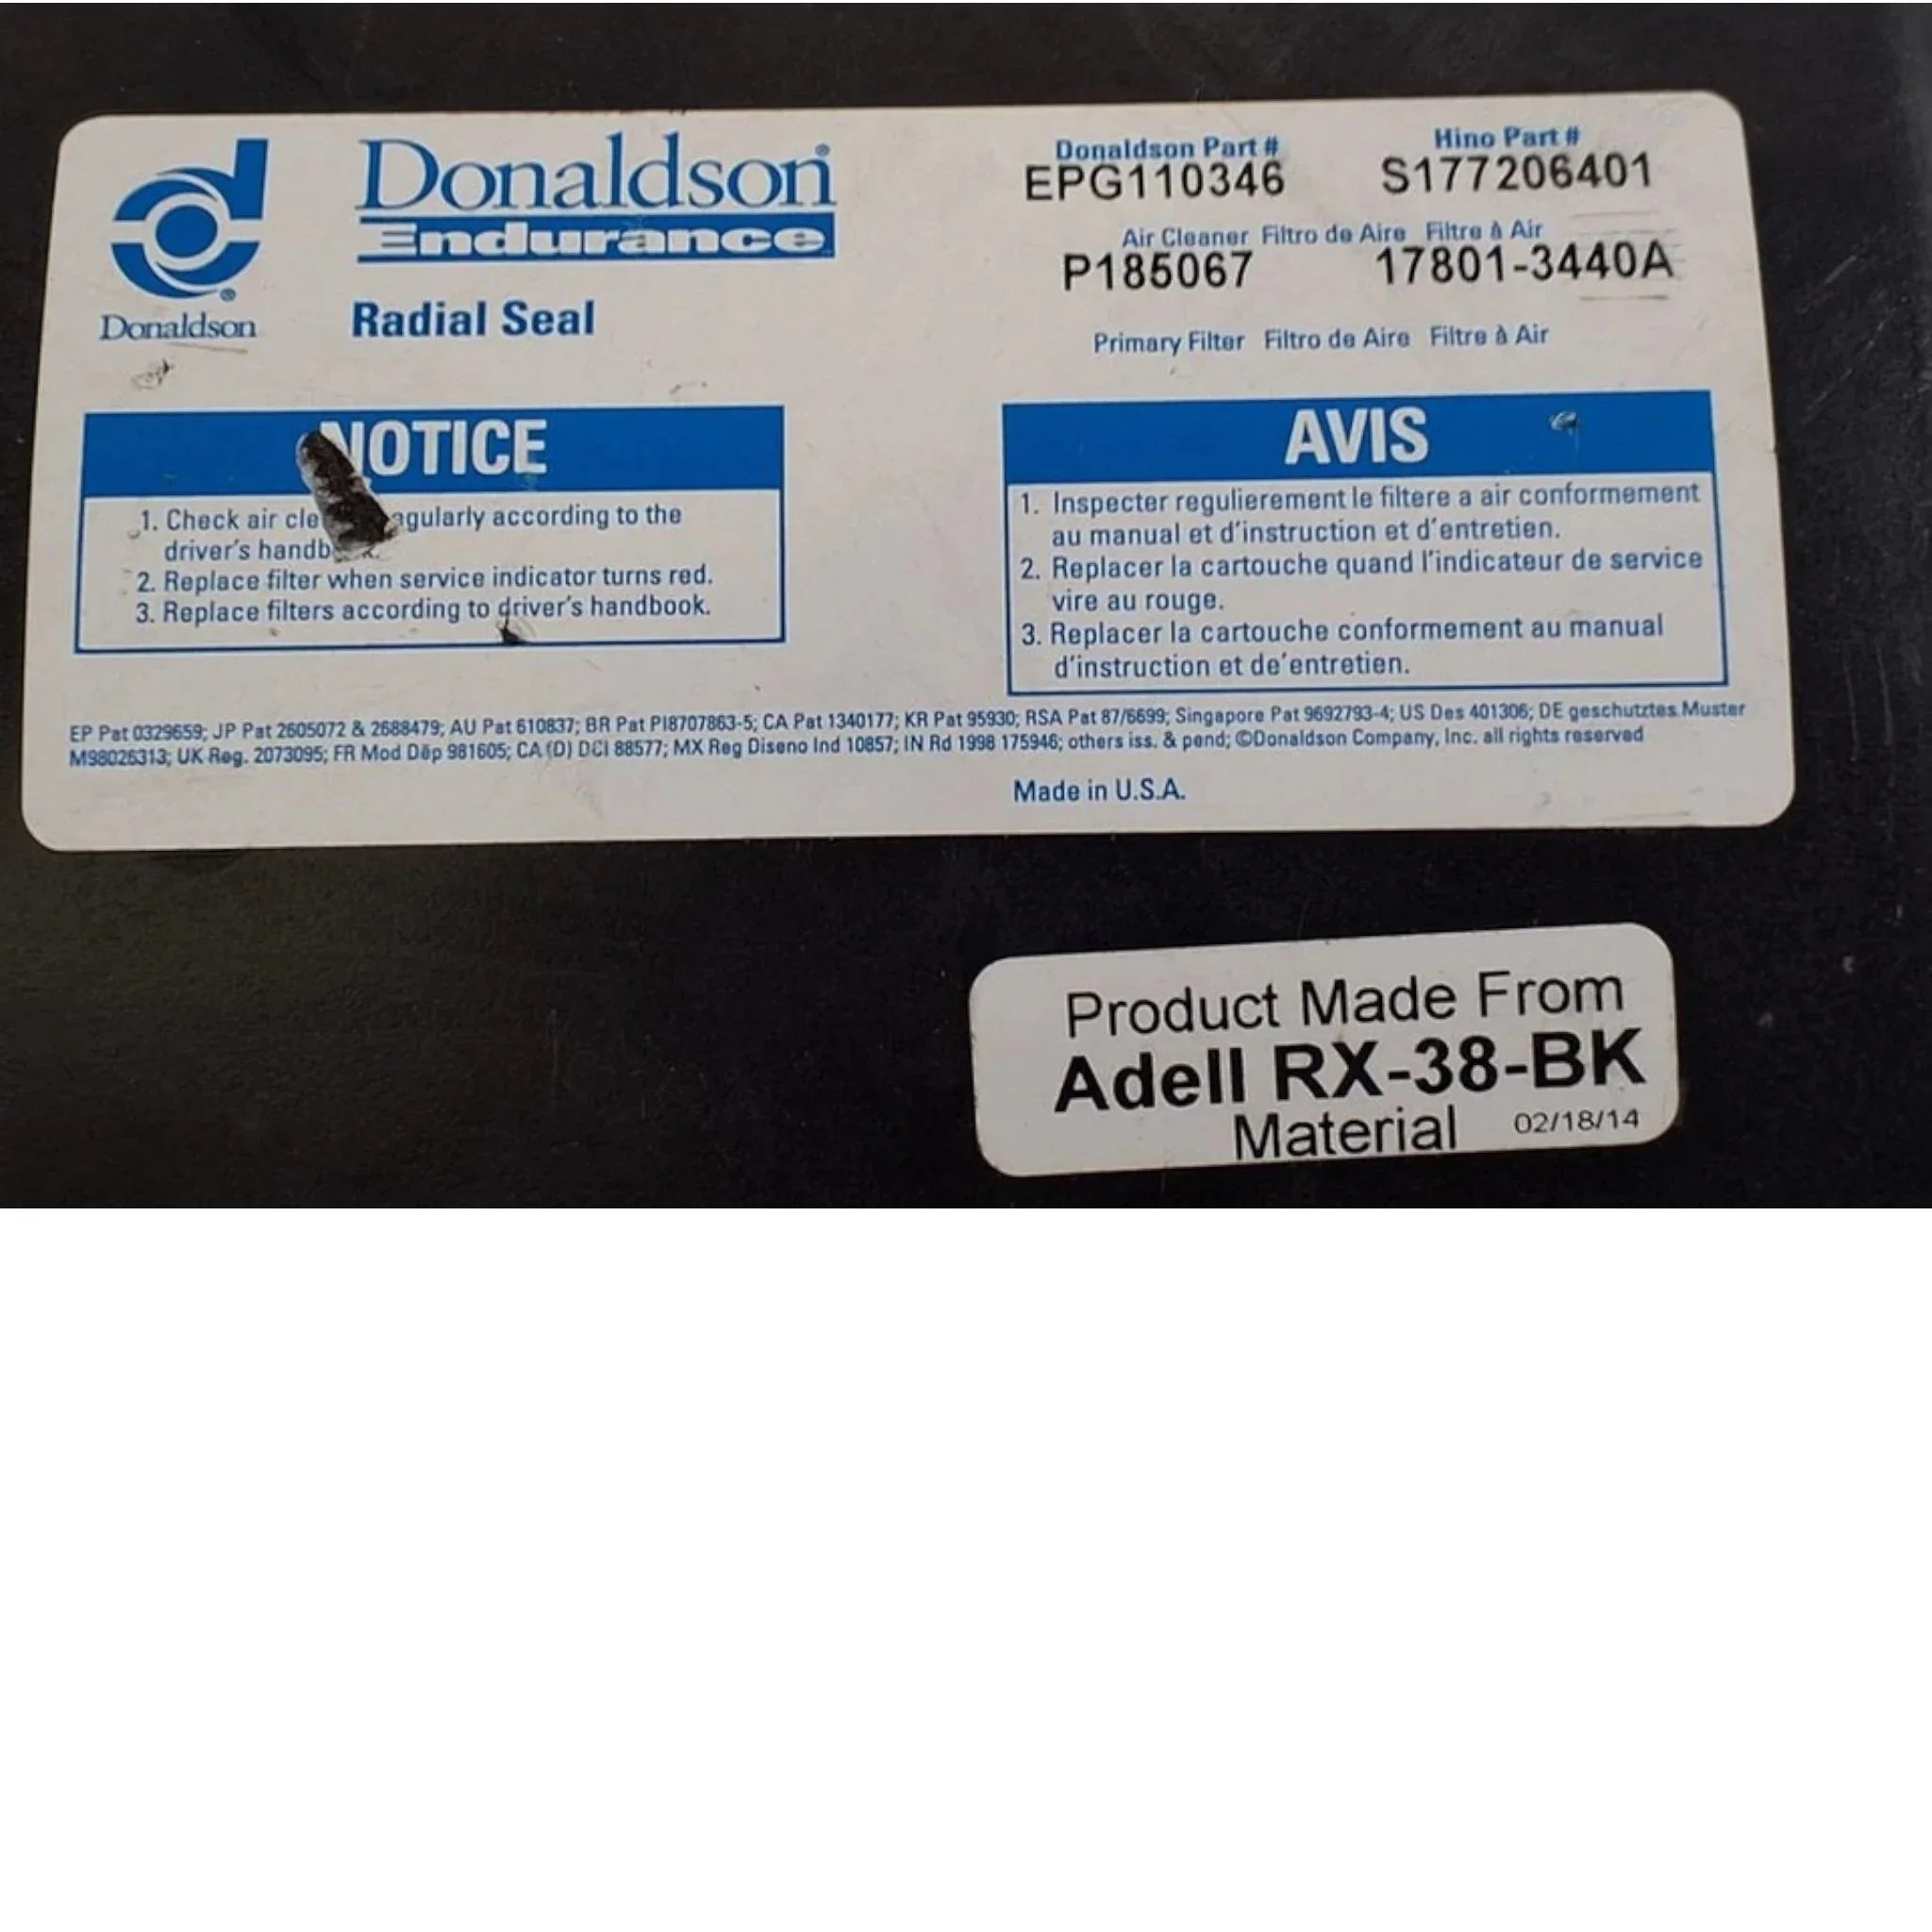 Donaldson®
Endurance
Donaldson
Radial Seal
Donaldson Part # Hino Part #
EPG110346 S177206401
Air Cleaner Filtro de Aire Filtre à Air
P185067 17801-3440A
Primary Filter Filtro de Aire Filtre à Air
NOTICE
1. Check air according to the
driver's
2. Replace filter when service indicator turns red.
3. Replace filters according to driver's handbook.
AVIS
1. Inspecter regulierement le filtere a air conformement
au manual et d'instruction et d'entretien.
2. Replacer la cartouche quand l'indicateur de service
vire au rouge.
3. Replacer la cartouche conformement au manual
d'instruction et de'entretien.
EP Pat 0329659; JP Pat 2605072 & 2688479; AU Pat 610837; BR Pat PI8707863-5; CA Pat 1340177; KR Pat 95930; RSA Pat 87/6699; Singapore Pat 9692793-4; US Des 401306; DE geschutztes Muster
M98026313; UK Reg. 2073095; FR Mod Dëp 981605; CA (D) DCI 88577; MX Reg Diseno Ind 10857; IN Rd 1998 175946; others iss. & pend; ©Donaldson Company, Inc. all rights reserved
Made in U.S.A.
Product Made From
Adell RX-38-BK
Material 02/18/14